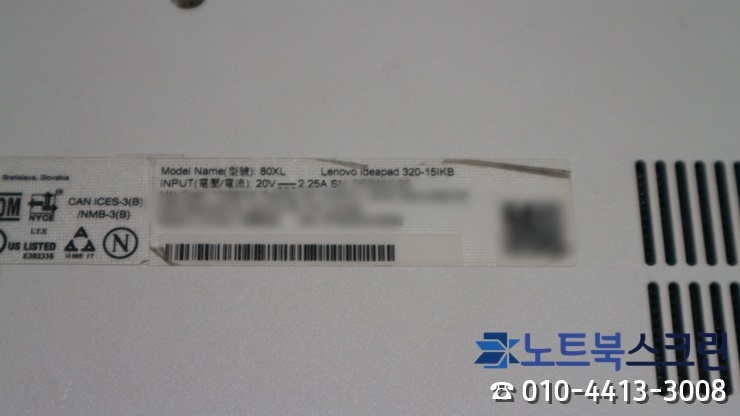 Bratislava, Slovakia
Model Name(型號): 80XL Lenovo ideapad 320-15IKB
INPUT(電壓/電流): 20V 2.25A SN
CAN ICES-3(B)
/NMB-3(B)
NYCE
I.T.E
US LISTED
E302338
N
노트북스크린
☎ 010-4413-3008